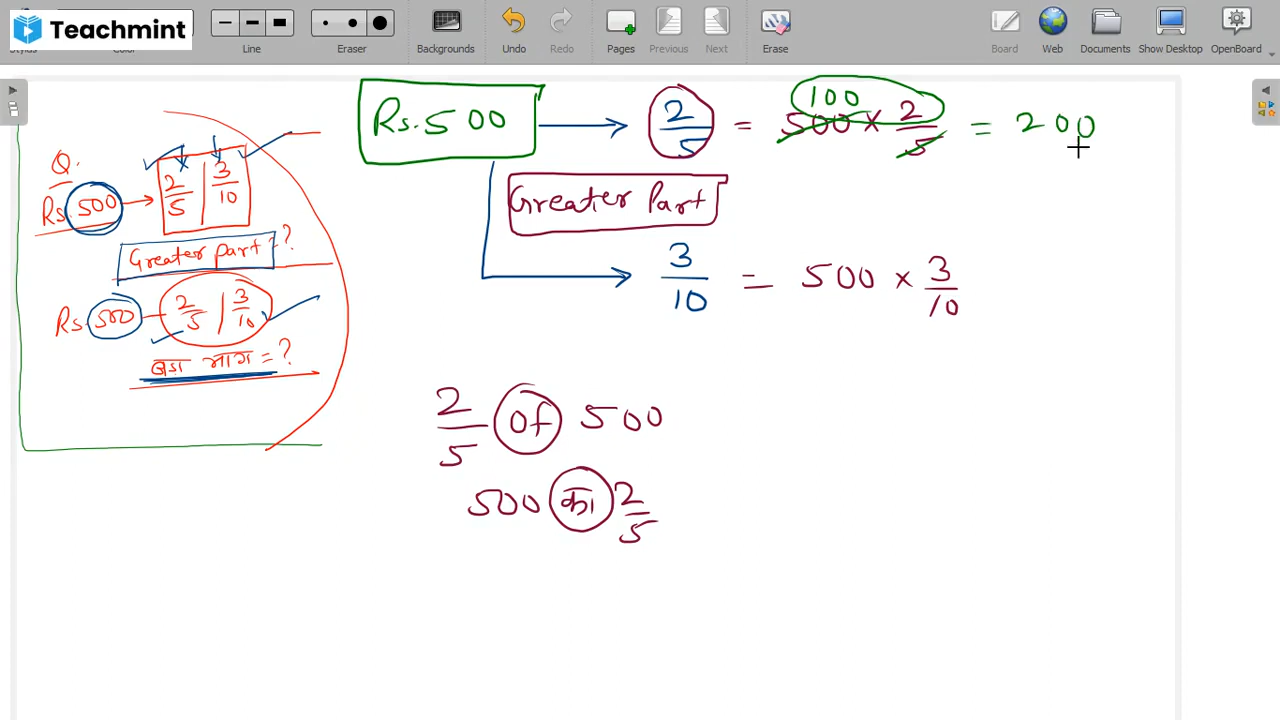 Teachmint
Line
Eraser
Backgrounds
Undo
Redo
Pages
Previous
Next
Erase
Board
Web
Documents
Show Desktop
OpenBoard
Q.
Rs. 500 → 2/5 | 3/10
Greater part = ?
Rs. 500 — 2/5 | 3/10
बड़ा भाग = ?
Rs. 500 → 2/5 = 500 × 2/5 = 200
100
Greater Part
3/10 = 500 × 3/10
2/5 of 500
500 का 2/5